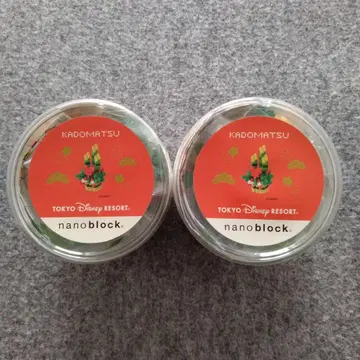 KADOMATSU
TOKYO Disney RESORT®
nanoblock®
KADOMATSU
TOKYO Disney RESORT®
nanoblock®